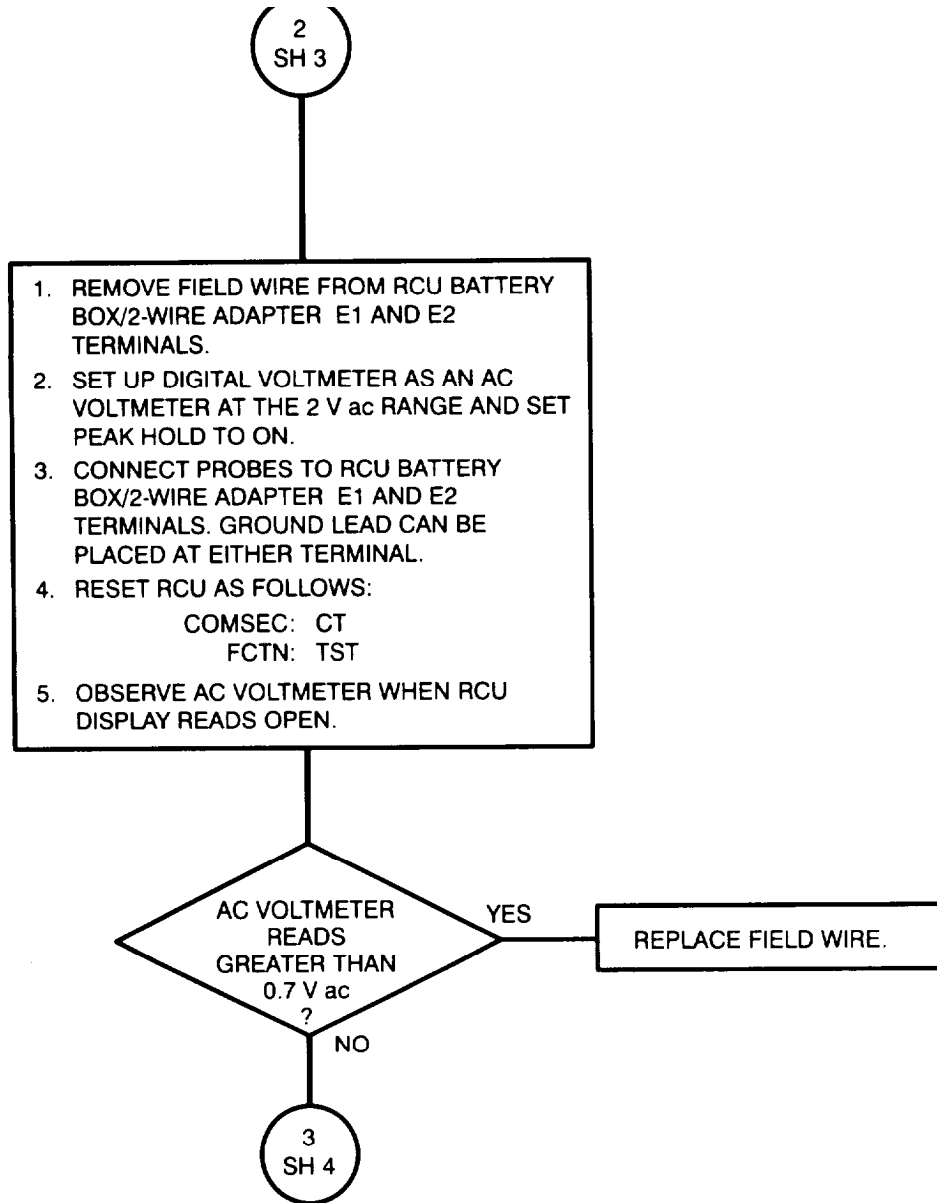 2
SH 3
1. REMOVE FIELD WIRE FROM RCU BATTERY
BOX/2-WIRE ADAPTER E1 AND E2
TERMINALS.
2. SET UP DIGITAL VOLTMETER AS AN AC
VOLTMETER AT THE 2 V ac RANGE AND SET
PEAK HOLD TO ON.
3. CONNECT PROBES TO RCU BATTERY
BOX/2-WIRE ADAPTER E1 AND E2
TERMINALS. GROUND LEAD CAN BE
PLACED AT EITHER TERMINAL.
4. RESET RCU AS FOLLOWS:
COMSEC: CT
FCTN: TST
5. OBSERVE AC VOLTMETER WHEN RCU
DISPLAY READS OPEN.
AC VOLTMETER
READS
GREATER THAN
0.7 V ac
?
YES
REPLACE FIELD WIRE.
NO
3
SH 4